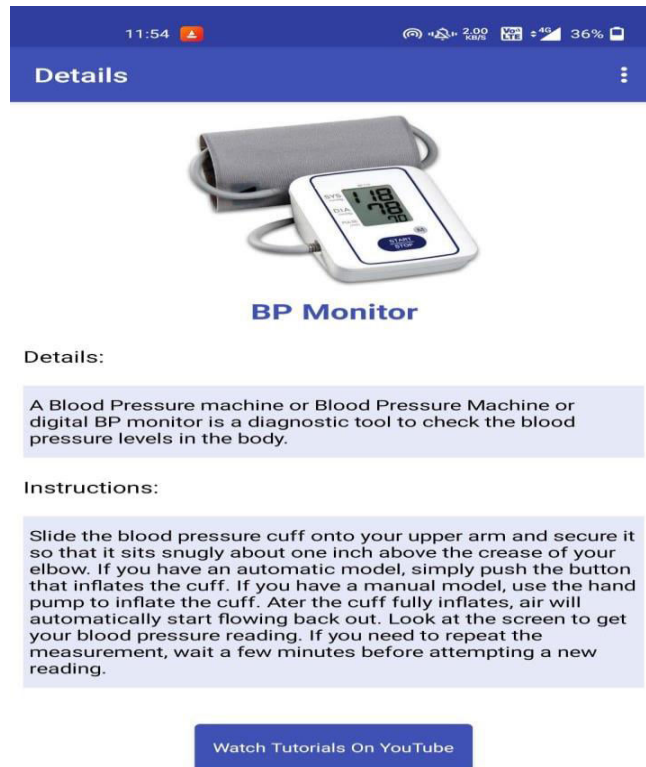 11:54 2.00 KB/S VoLTE 4G 36%
Details
SYS 118
DIA 78
70
START
STOP
BP Monitor
Details:
A Blood Pressure machine or Blood Pressure Machine or
digital BP monitor is a diagnostic tool to check the blood
pressure levels in the body.
Instructions:
Slide the blood pressure cuff onto your upper arm and secure it
so that it sits snugly about one inch above the crease of your
elbow. If you have an automatic model, simply push the button
that inflates the cuff. If you have a manual model, use the hand
pump to inflate the cuff. Ater the cuff fully inflates, air will
automatically start flowing back out. Look at the screen to get
your blood pressure reading. If you need to repeat the
measurement, wait a few minutes before attempting a new
reading.
Watch Tutorials On YouTube